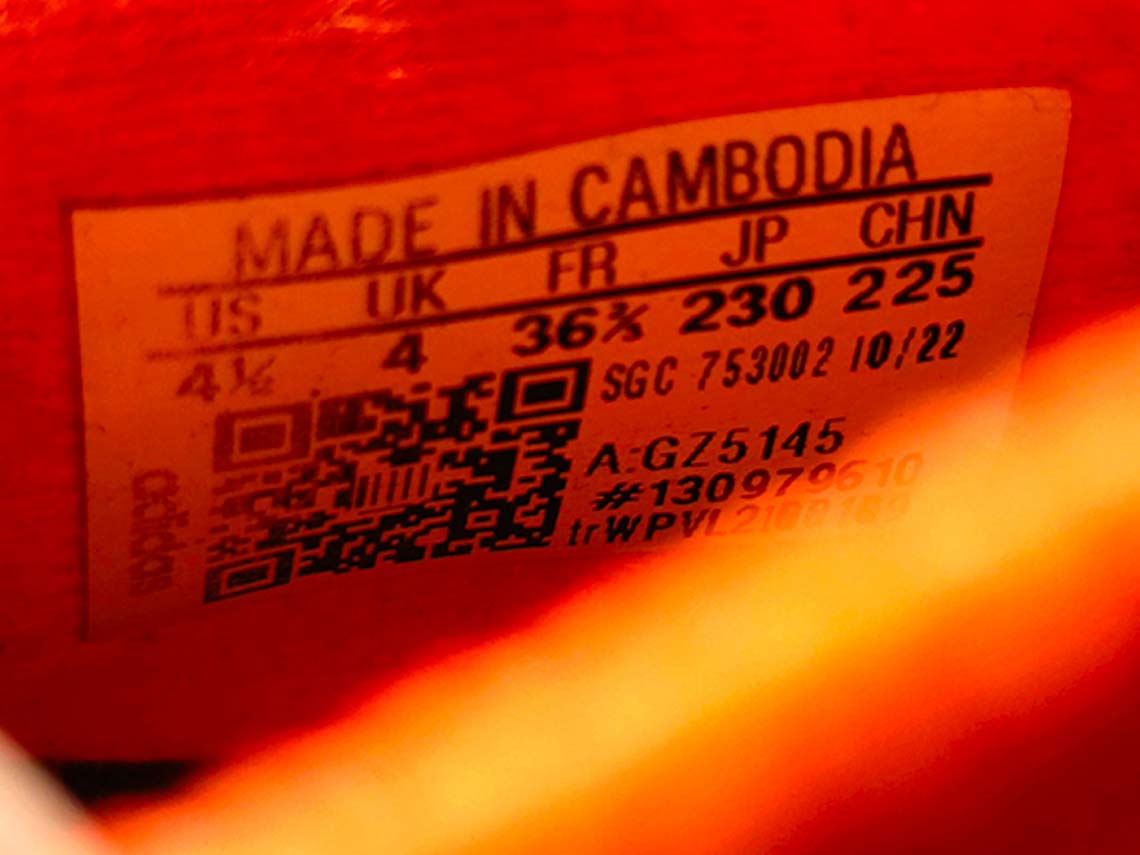 MADE IN CAMBODIA
US UK FR JP CHN
4½ 4 36⅔ 230 225
SGC 753002 10/22
A:GZ5145
#130979610
adidas